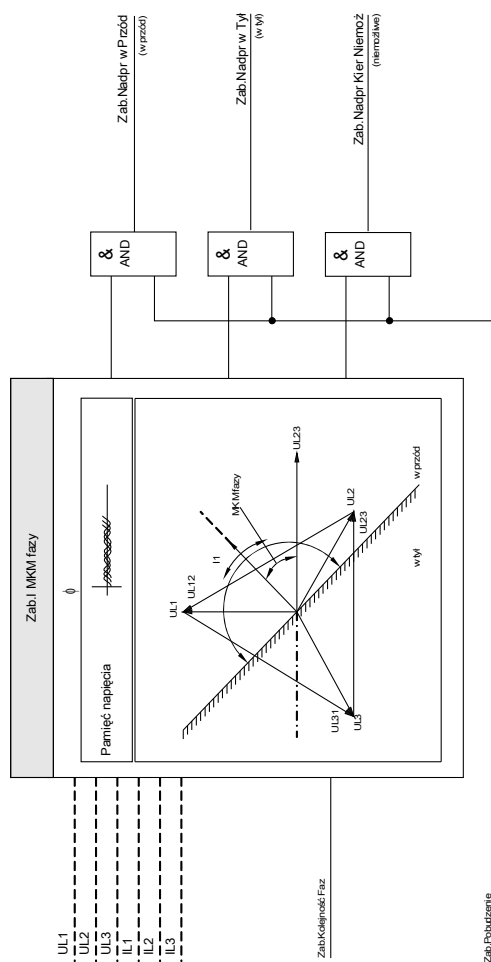 Zab.I MKM fazy
φ
Pamięć napięcia
UL1
UL2
UL3
IL1
IL2
IL3
UL1
UL12
I1
MKMfazy
UL23
UL2
UL23
UL31
UL3
w przód
w tył
& AND
Zab.Nadpr w Przód
(w przód)
& AND
Zab.Nadpr w Tył
(w tył)
& AND
Zab.Nadpr Kier Niemoż
(niemożliwe)
Zab.Kolejność Faz
Zab.Pobudzenie